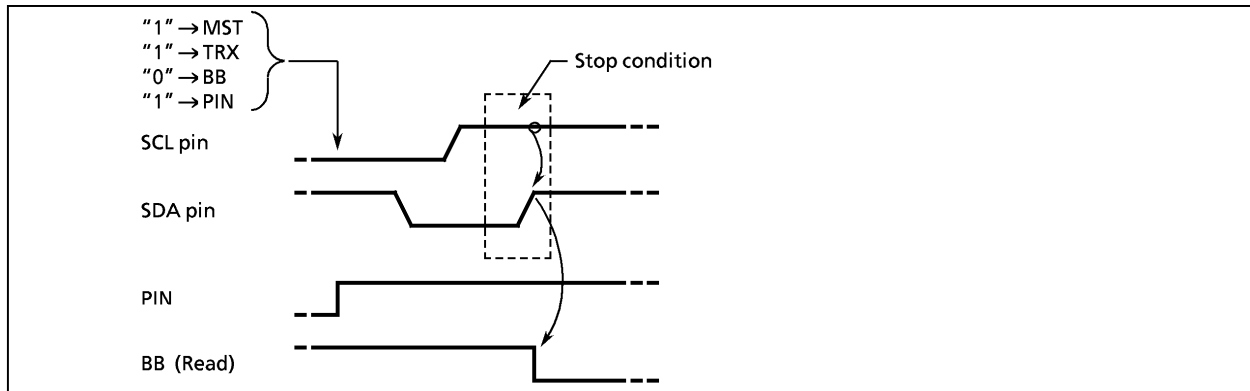 “1” → MST
“1” → TRX
“0” → BB
“1” → PIN
Stop condition
SCL pin
SDA pin
PIN
BB (Read)